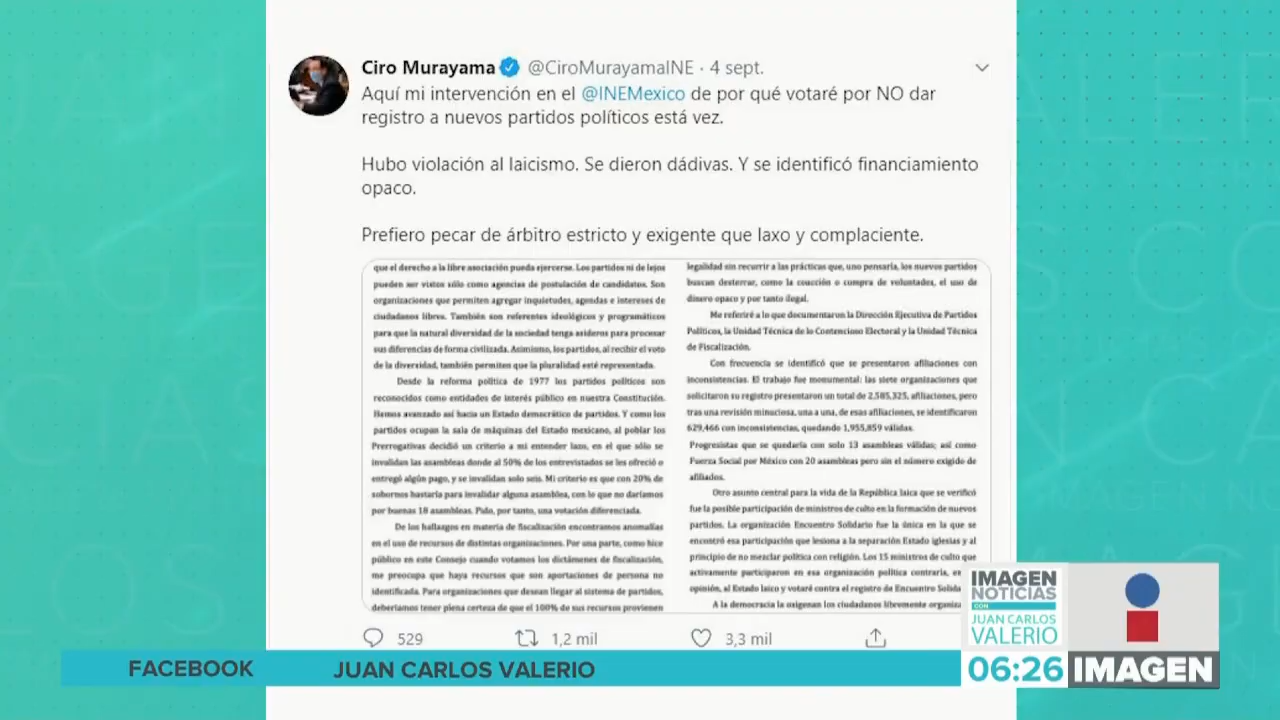 Ciro Murayama @CiroMurayamaINE · 4 sept.
Aquí mi intervención en el @INEMexico de por qué votaré por NO dar
registro a nuevos partidos políticos está vez.
Hubo violación al laicismo. Se dieron dádivas. Y se identificó financiamiento
opaco.
Prefiero pecar de árbitro estricto y exigente que laxo y complaciente.
que el derecho a la libre asociación pueda ejercerse. Los partidos ni de lejos
pueden ser vistos sólo como agencias de postulación de candidatos. Son
organizaciones que permiten agregar inquietudes, agendas e intereses de
ciudadanos libres. También son referentes ideológicos y programáticos
para que la natural diversidad de la sociedad tenga asideros para procesar
sus diferencias de forma civilizada. Asimismo, los partidos, al recibir el voto
de la diversidad, también permiten que la pluralidad esté representada.
Desde la reforma política de 1977 los partidos políticos son
reconocidos como entidades de interés público en nuestra Constitución.
Hemos avanzado así hacia un Estado democrático de partidos. Y como los
partidos ocupan la sala de máquinas del Estado mexicano, al poblar los
Prerrogativas decidió un criterio a mi entender laxo, en el que sólo se
invalidan las asambleas donde al 50% de los entrevistados se les ofreció o
entregó algún pago, y se invalidan solo seis. Mi criterio es que con 20% de
sobornos bastaría para invalidar alguna asamblea, con lo que no daríamos
por buenas 18 asambleas. Pido, por tanto, una votación diferenciada.
De los hallazgos en materia de fiscalización encontramos anomalías
en el uso de recursos de distintas organizaciones. Por una parte, como hice
público en este Consejo cuando votamos los dictámenes de fiscalización,
me preocupa que haya recursos que son aportaciones de persona no
identificada. Para organizaciones que desean llegar al sistema de partidos,
deberíamos tener plena certeza de que el 100% de sus recursos provienen
legalidad sin recurrir a las prácticas que, uno pensaría, los nuevos partidos
buscan desterrar, como la coacción o compra de voluntades, el uso de
dinero opaco y por tanto ilegal.
Me referiré a lo que documentaron la Dirección Ejecutiva de Partidos
Políticos, la Unidad Técnica de lo Contencioso Electoral y la Unidad Técnica
de Fiscalización.
Con frecuencia se identificó que se presentaron afiliaciones con
inconsistencias. El trabajo fue monumental: las siete organizaciones que
solicitaron su registro presentaron un total de 2,585,325, afiliaciones, pero
tras una revisión minuciosa, una a una, de esas afiliaciones, se identificaron
629,466 con inconsistencias, quedando 1,955,859 válidas.
Progresistas que se quedaría con solo 13 asambleas válidas; así como
Fuerza Social por México con 20 asambleas pero sin el número exigido de
afiliados.
Otro asunto central para la vida de la República laica que se verificó
fue la posible participación de ministros de culto en la formación de nuevos
partidos. La organización Encuentro Solidario fue la única en la que se
encontró esa participación que lesiona a la separación Estado iglesias y al
principio de no mezclar política con religión. Los 15 ministros de culto que
activamente participaron en esa organización política contraría, en
opinión, al Estado laico y votaré contra el registro de Encuentro
A la democracia la oxigenan los ciudadanos libremente
529 1,2 mil 3,3 mil
IMAGEN
NOTICIAS
CON
JUAN CARLOS
VALERIO
FACEBOOK JUAN CARLOS VALERIO 06:26 IMAGEN